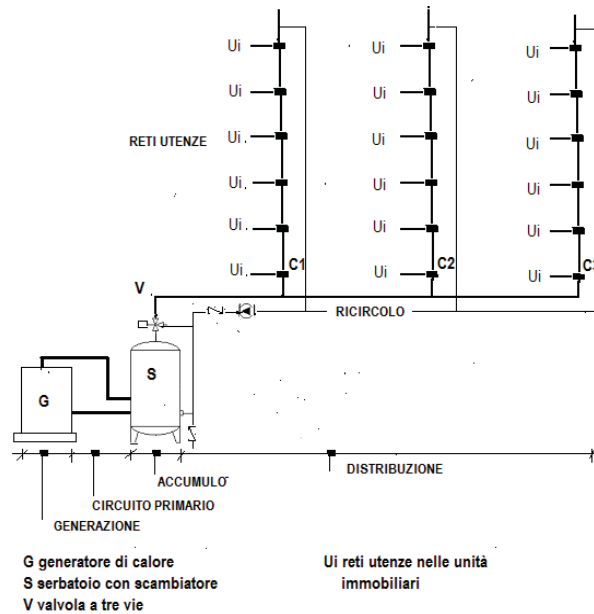 Ui Ui Ui
Ui Ui Ui
RETI UTENZE Ui Ui Ui
Ui Ui Ui
Ui Ui Ui
Ui C1 Ui C2 Ui
V
RICIRCOLO
S
G
DISTRIBUZIONE
ACCUMULO
CIRCUITO PRIMARIO
GENERAZIONE
G generatore di calore
S serbatoio con scambiatore
V valvola a tre vie
Ui reti utenze nelle unità
immobiliari